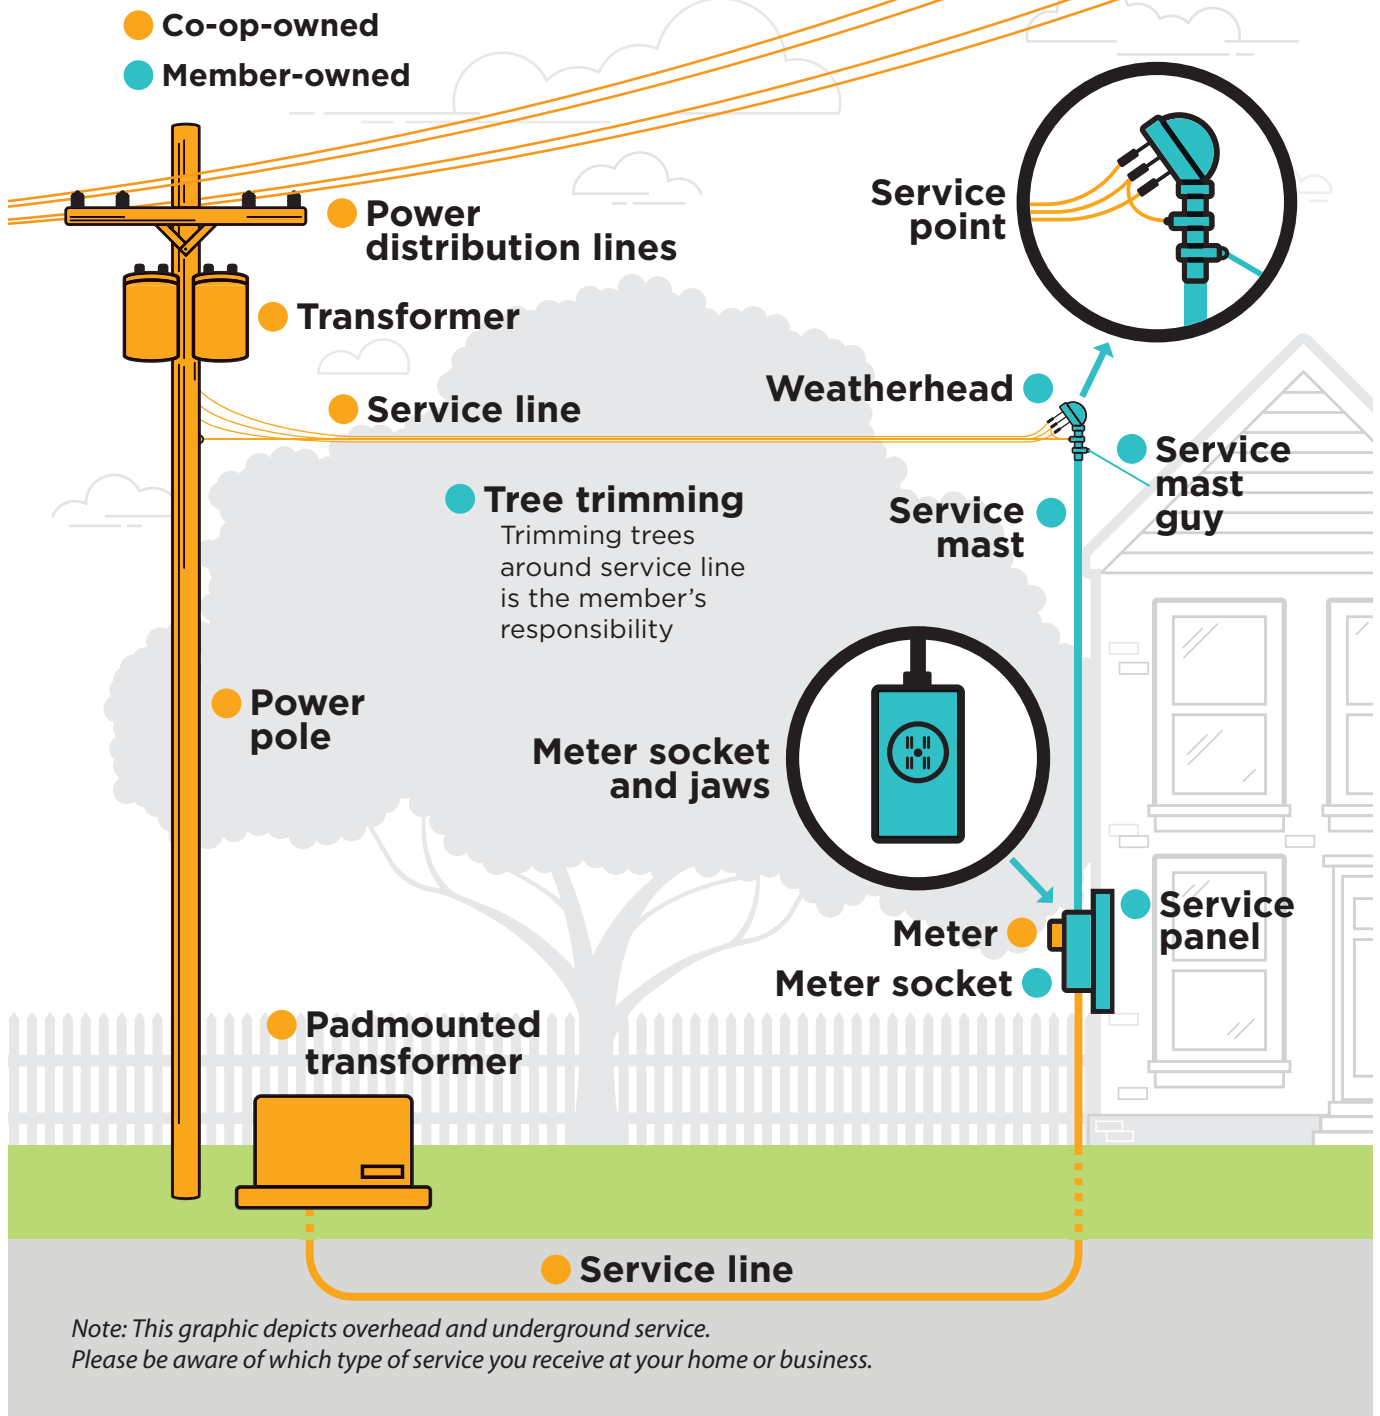 Co-op-owned
Member-owned
Service
point
Power
distribution lines
Transformer
Weatherhead
Service line
Service
mast
guy
Tree trimming
Trimming trees
around service line
is the member’s
responsibility
Service
mast
Power
pole
Meter socket
and jaws
Service
panel
Meter
Meter socket
Padmounted
transformer
Service line
Note: This graphic depicts overhead and underground service.
Please be aware of which type of service you receive at your home or business.